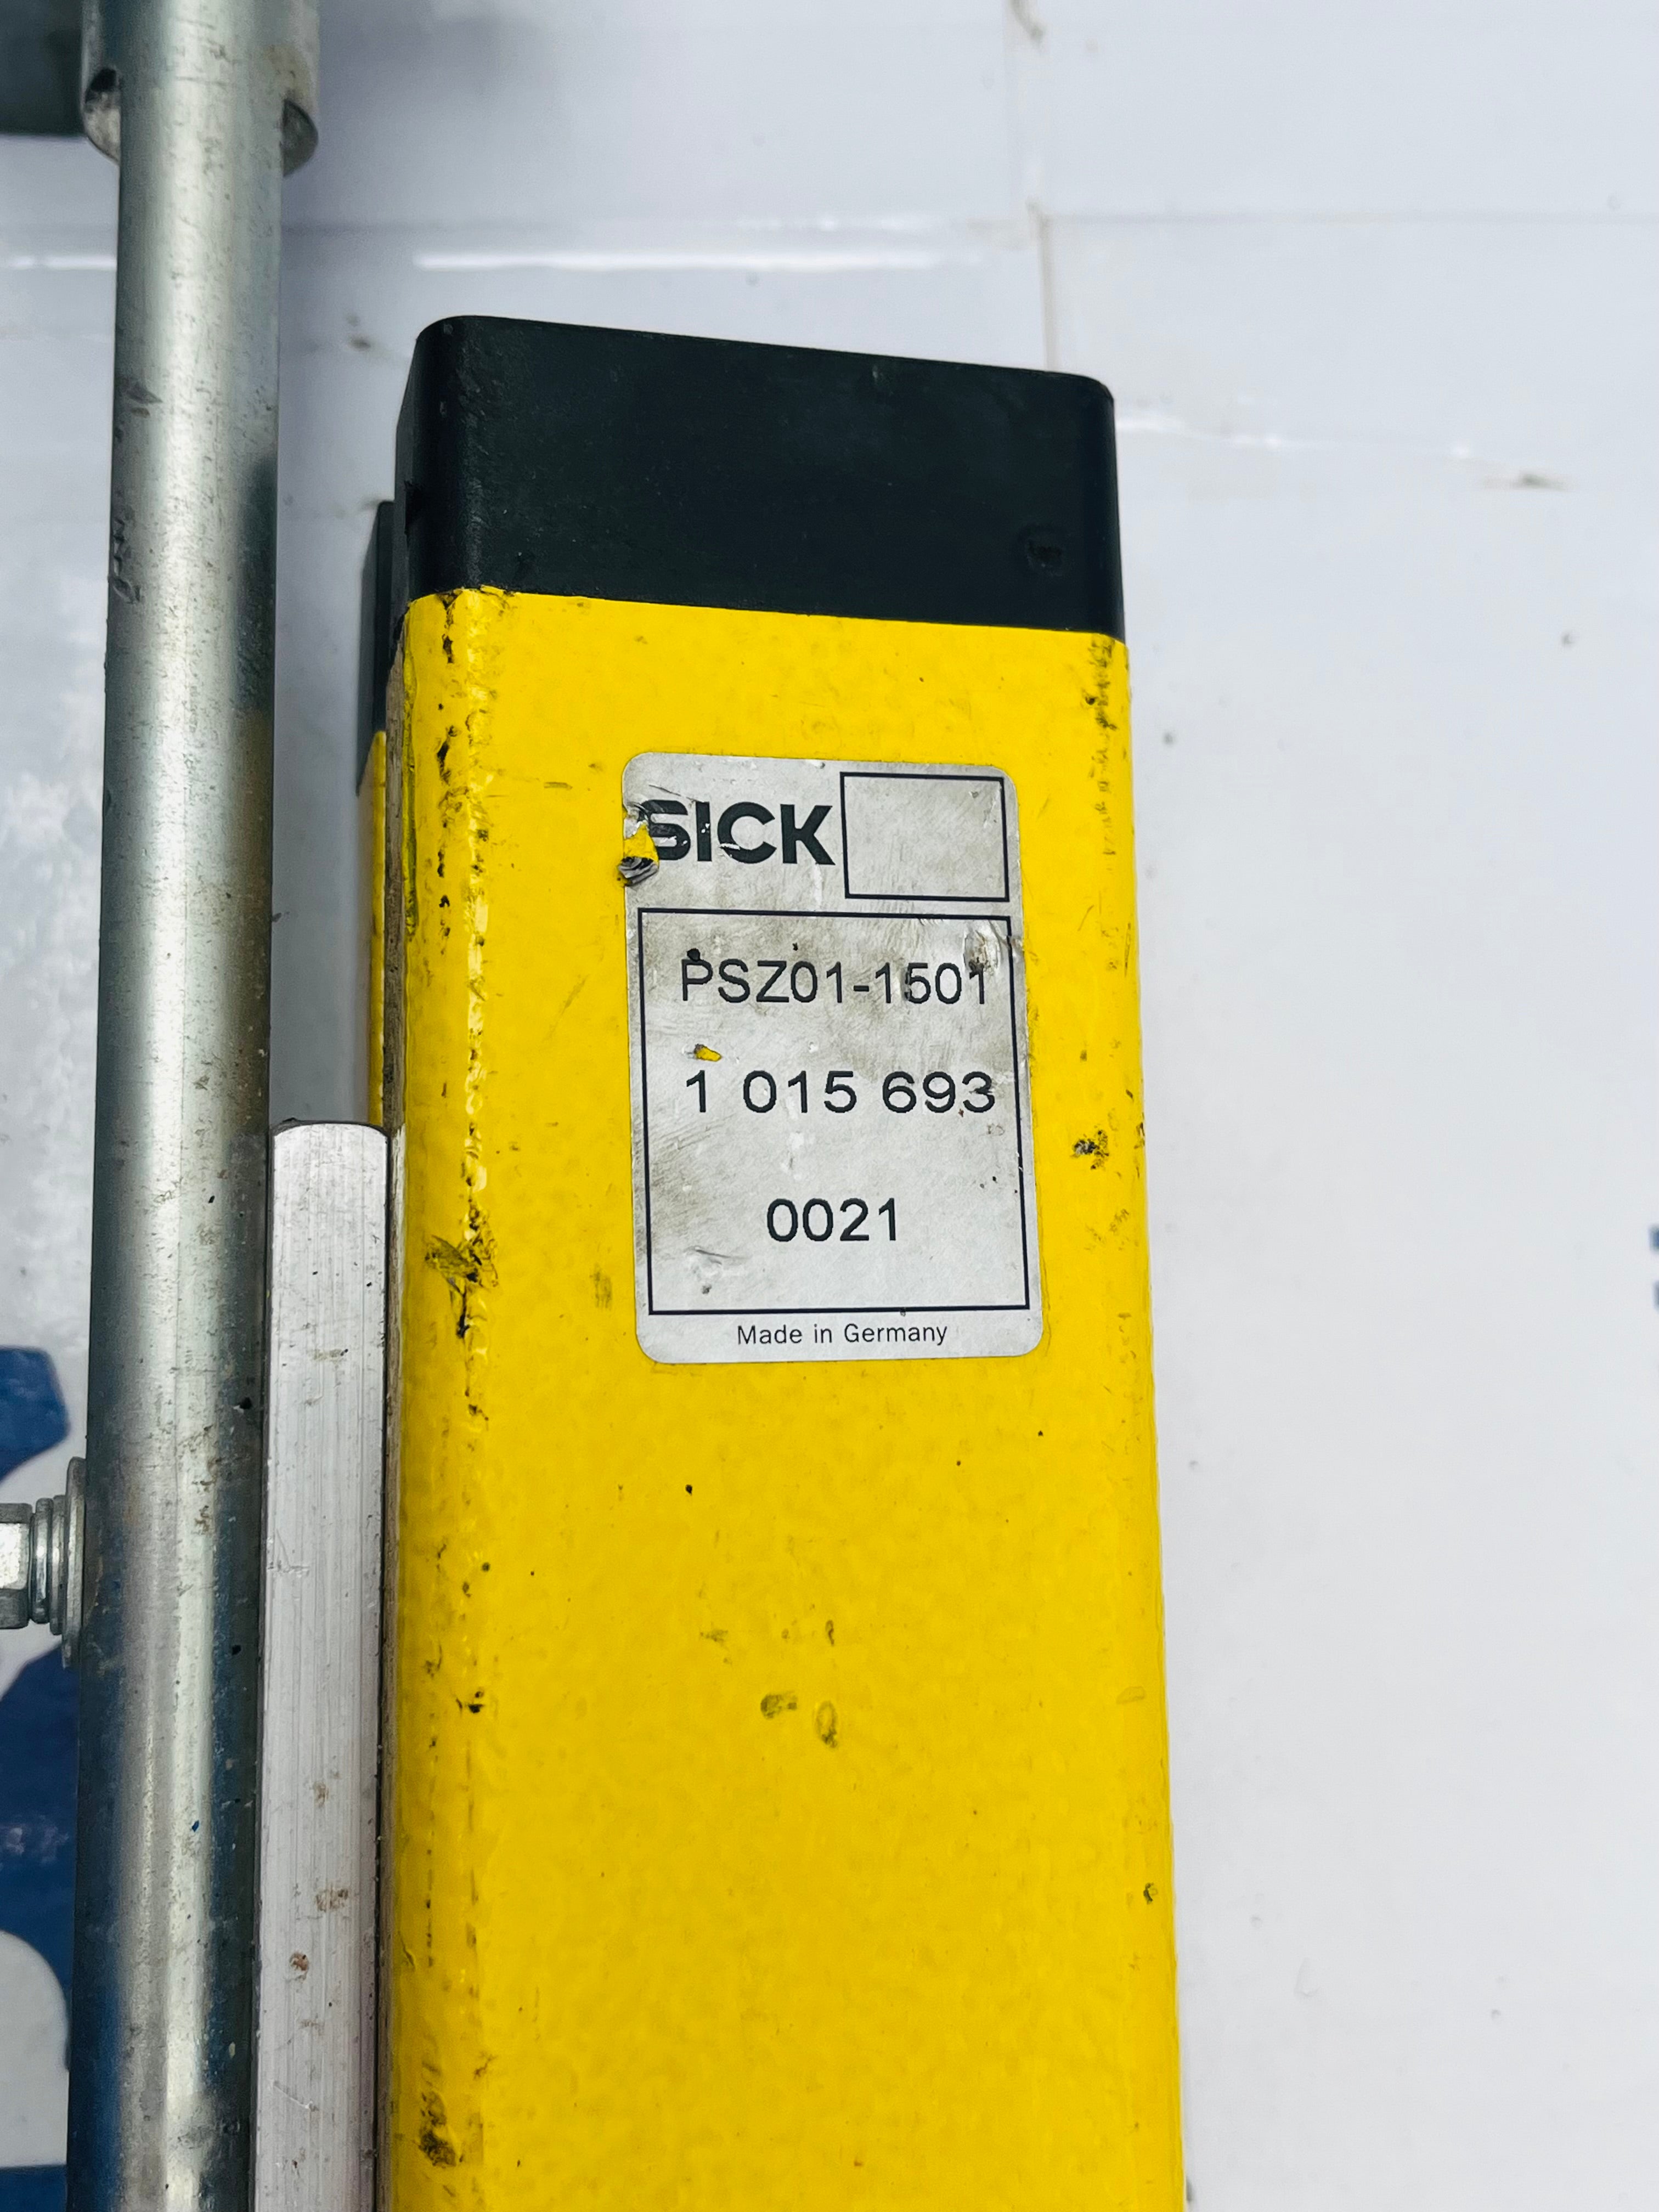 SICK
PSZ01-1501
1 015 693
0021
Made in Germany